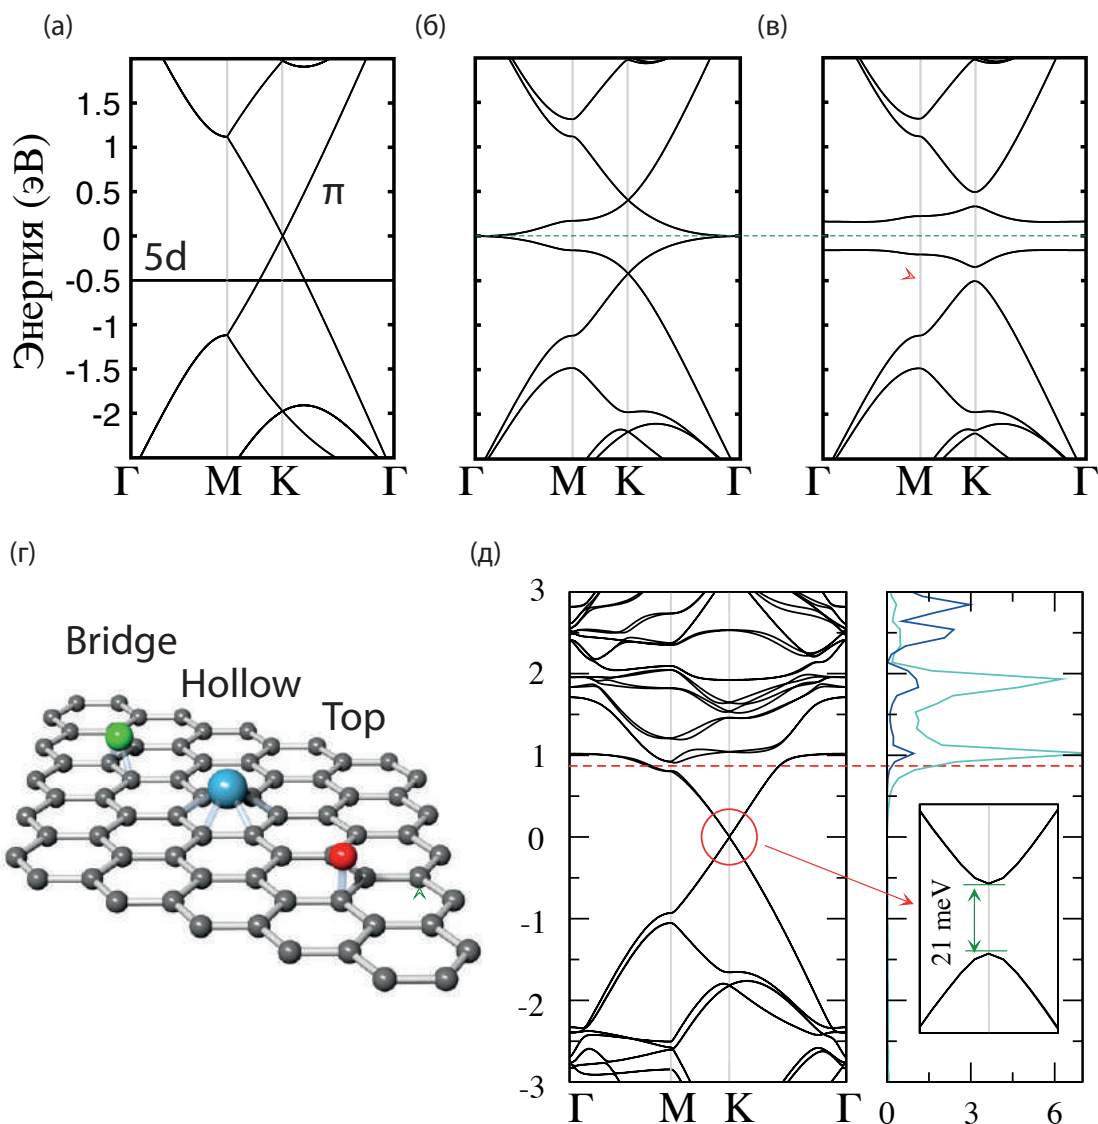 (а)
(б)
(в)
Энергия (эВ)
1.5
1
0.5
0
-0.5
-1
-1.5
-2
5d
π
Γ M K Γ
Γ M K Γ
Γ M K Γ
(г)
(д)
Bridge
Hollow
Top
3
2
1
0
-1
-2
-3
21 meV
Γ M K Γ
0 3 6